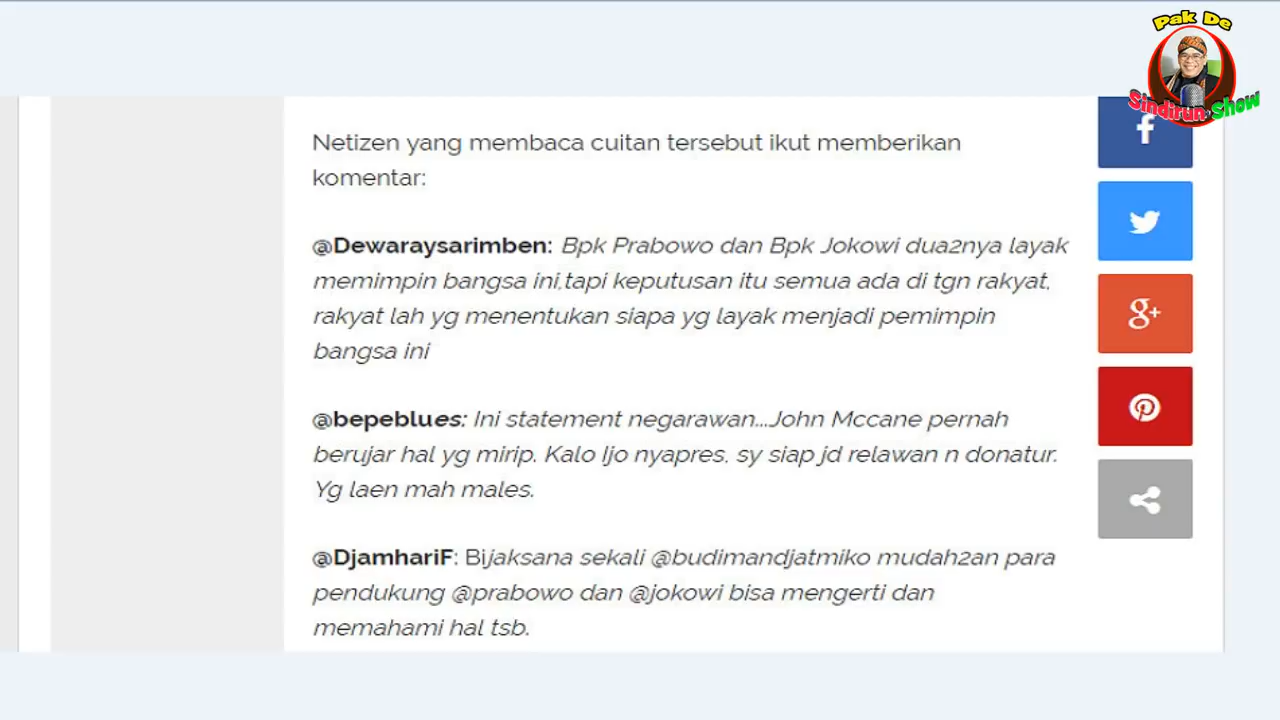 Pak De
Sindirun Show
Netizen yang membaca cuitan tersebut ikut memberikan
komentar:
@Dewaraysarimben: Bpk Prabowo dan Bpk Jokowi dua2nya layak
memimpin bangsa ini,tapi keputusan itu semua ada di tgn rakyat,
rakyat lah yg menentukan siapa yg layak menjadi pemimpin
bangsa ini
@bepeblues: Ini statement negarawan...John Mccane pernah
berujar hal yg mirip. Kalo Ijo nyapres, sy siap jd relawan n donatur.
Yg laen mah males.
@DjamhariF: Bijaksana sekali @budimandjatmiko mudah2an para
pendukung @prabowo dan @jokowi bisa mengerti dan
memahami hal tsb.